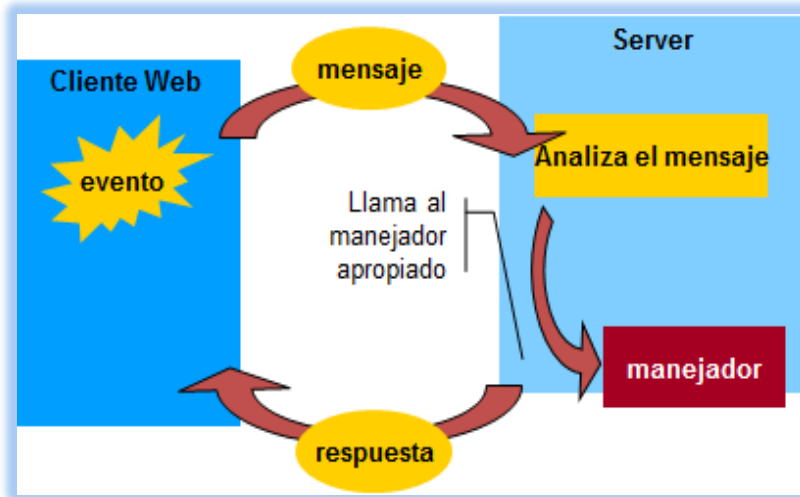 Cliente Web
evento
mensaje
Server
Analiza el mensaje
Llama al
manejador
apropiado
manejador
respuesta